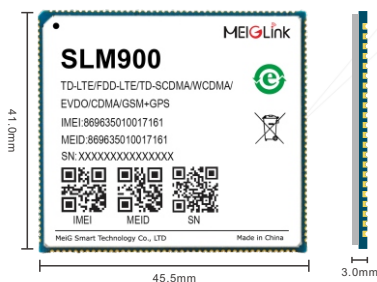 MEIGLink
SLM900
TD-LTE/FDD-LTE/TD-SCDMA/WCDMA/
EVDO/CDMA/GSM+GPS
IMEI:869635010017161
MEID:869635010017161
SN:XXXXXXXXXXXXXXX
IMEI MEID SN
MeiG Smart Technology Co., LTD Made in China
41.0mm
45.5mm
3.0mm